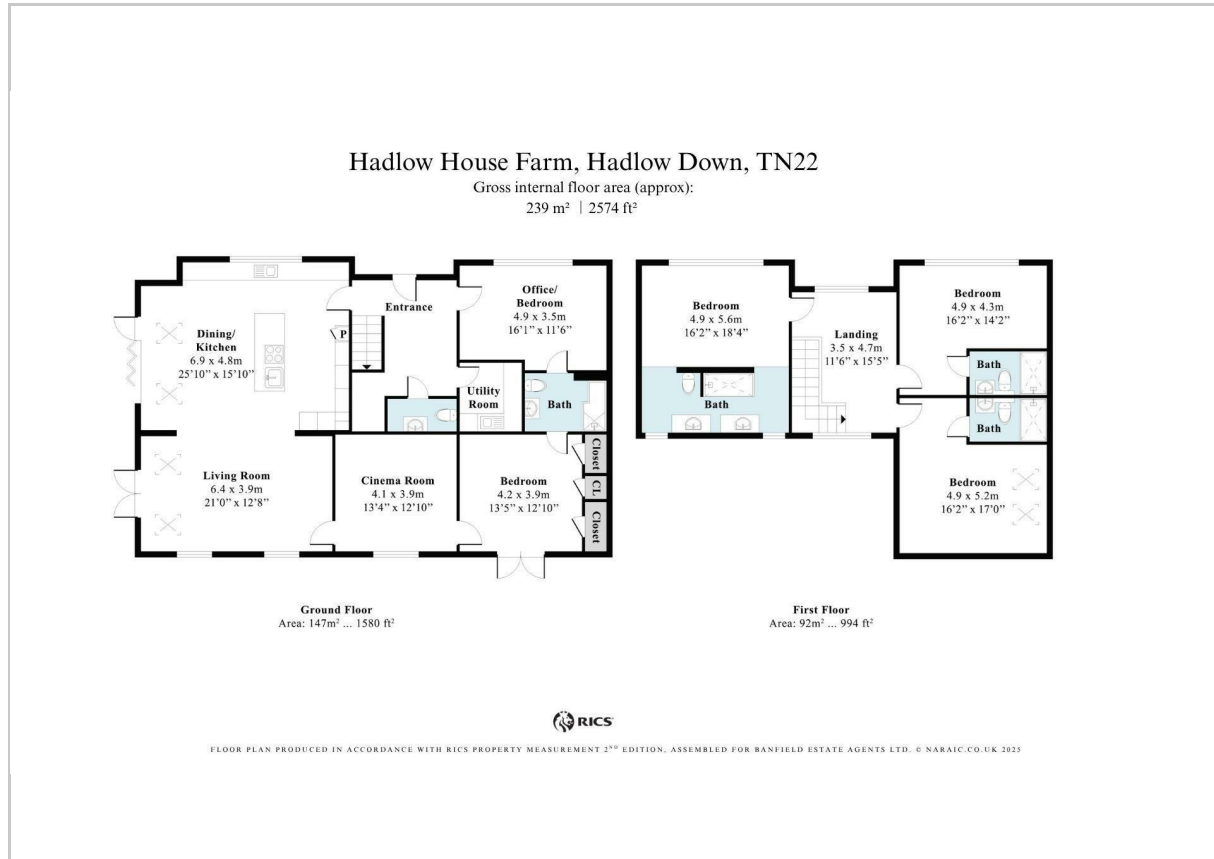 Hadlow House Farm, Hadlow Down, TN22
Gross internal floor area (approx):
239 m² | 2574 ft²
Dining/
Kitchen
6.9 x 4.8m
25'10" x 15'10"
P
Entrance
Office/
Bedroom
4.9 x 3.5m
16'1" x 11'6"
Utility
Room
Bath
Living Room
6.4 x 3.9m
21'0" x 12'8"
Cinema Room
4.1 x 3.9m
13'4" x 12'10"
Bedroom
4.2 x 3.9m
13'5" x 12'10"
Closet
CL
Closet
Ground Floor
Area: 147m² ... 1580 ft²
Bedroom
4.9 x 5.6m
16'2" x 18'4"
Bath
Landing
3.5 x 4.7m
11'6" x 15'5"
Bedroom
4.9 x 4.3m
16'2" x 14'2"
Bath
Bath
Bedroom
4.9 x 5.2m
16'2" x 17'0"
First Floor
Area: 92m² ... 994 ft²
RICS
FLOOR PLAN PRODUCED IN ACCORDANCE WITH RICS PROPERTY MEASUREMENT 2ND EDITION, ASSEMBLED FOR BANFIELD ESTATE AGENTS LTD. © NARAIC.CO.UK 2025